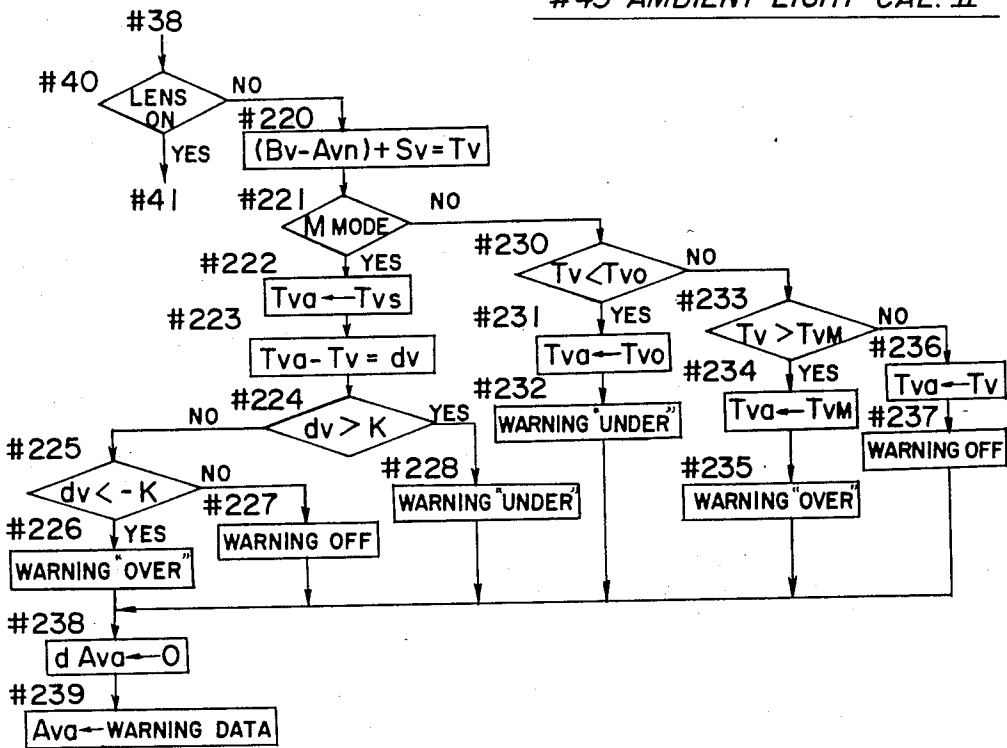 #45 AMBIENT LIGHT CAL. II
#38
#40
LENS
ON
NO
YES
#41
#220
(Bv-Avn)+Sv=Tv
#221
M MODE
NO
YES
#222
Tva←Tvs
#223
Tva-Tv=dv
#224
dv>K
NO
YES
#225
dv<-K
NO
YES
#226
WARNING "OVER"
#227
WARNING OFF
#228
WARNING "UNDER"
#230
Tv<Tvo
NO
YES
#231
Tva←Tvo
#232
WARNING "UNDER"
#233
Tv>TvM
NO
YES
#234
Tva←TvM
#235
WARNING "OVER"
#236
Tva←Tv
#237
WARNING OFF
#238
d Ava←O
#239
Ava←WARNING DATA